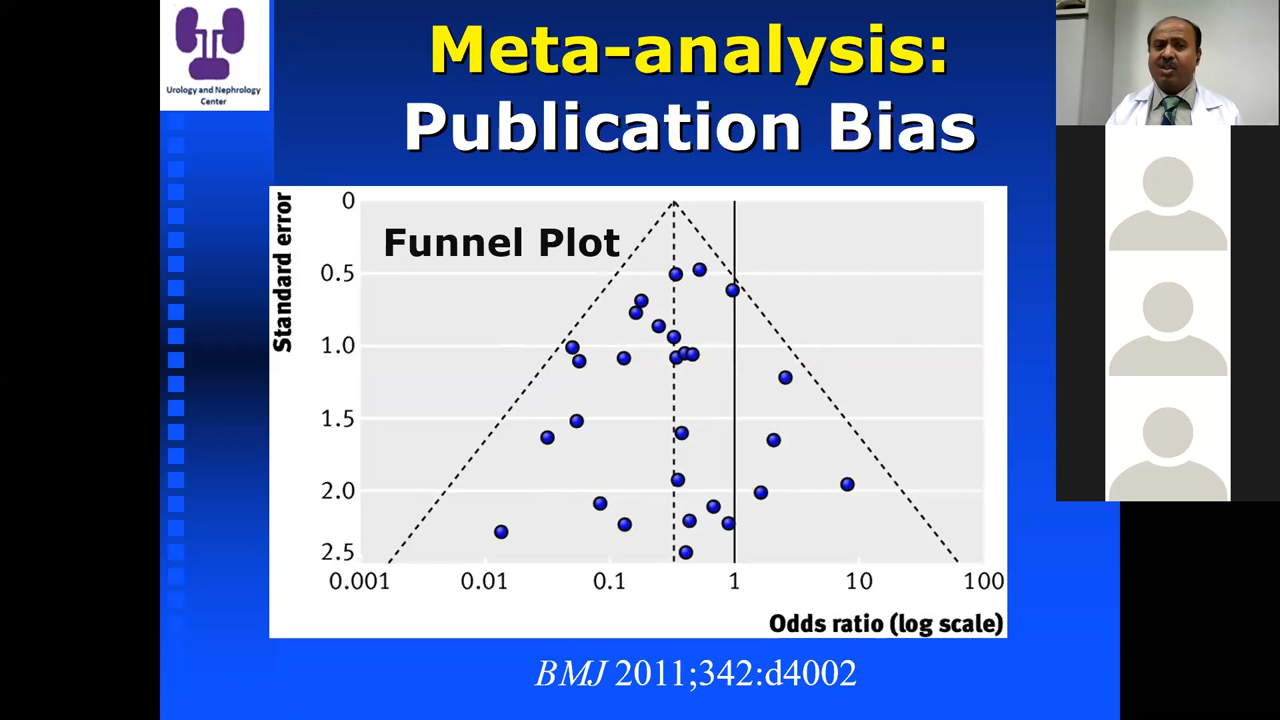 Urology and Nephrology
Center
Meta-analysis:
Publication Bias
Funnel Plot
Standard error
0
0.5
1.0
1.5
2.0
2.5
0.001 0.01 0.1 1 10 100
Odds ratio (log scale)
BMJ 2011;342:d4002